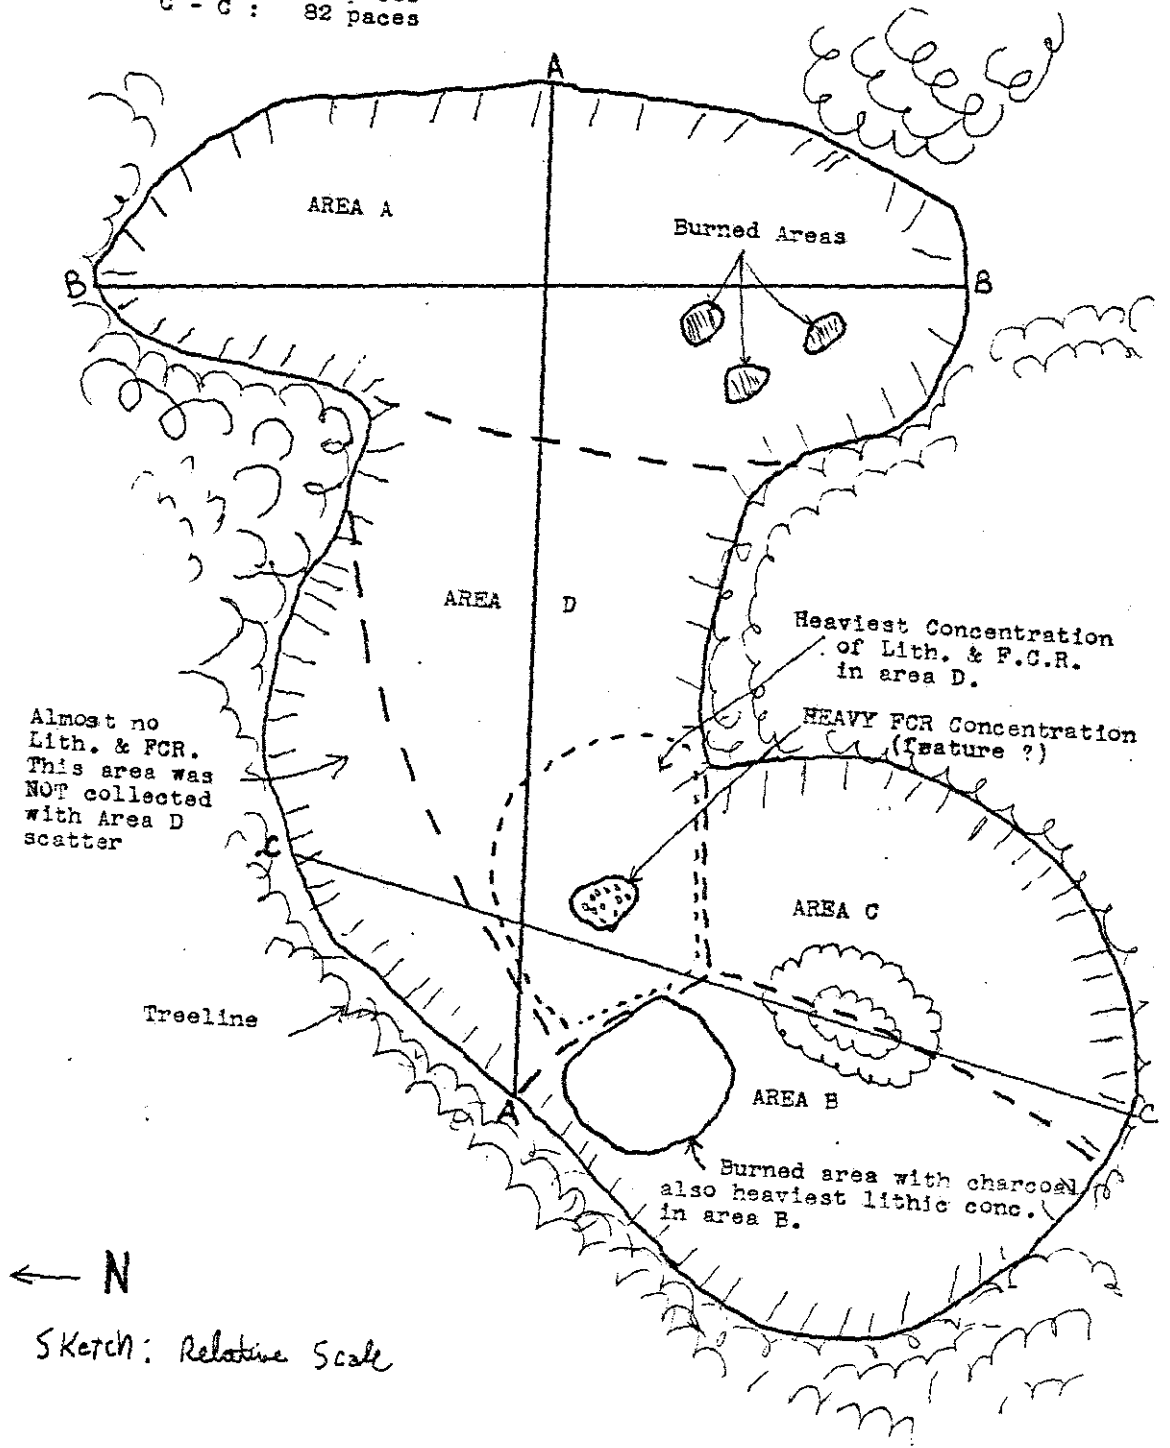 C - C : 82 paces
A
AREA A
Burned Areas
B
B
AREA D
Heaviest Concentration
of Lith. & F.C.R.
in area D.
HEAVY FCR Concentration
(feature ?)
Almost no
Lith. & FCR.
This area was
NOT collected
with Area D
scatter
C
AREA C
Treeline
A
AREA B
C
Burned area with charcoal
also heaviest lithic conc.
in area B.
← N
Sketch: Relative Scale